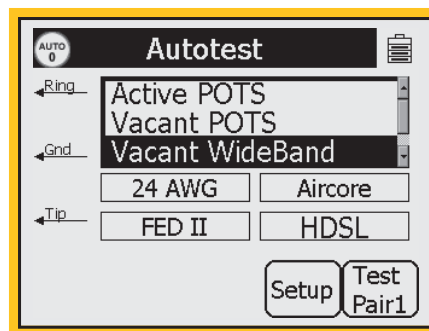 AUTO
0
Autotest
Ring
Active POTS
Vacant POTS
Gnd
Vacant WideBand
24 AWG Aircore
Tip
FED II HDSL
Setup Test
Pair1